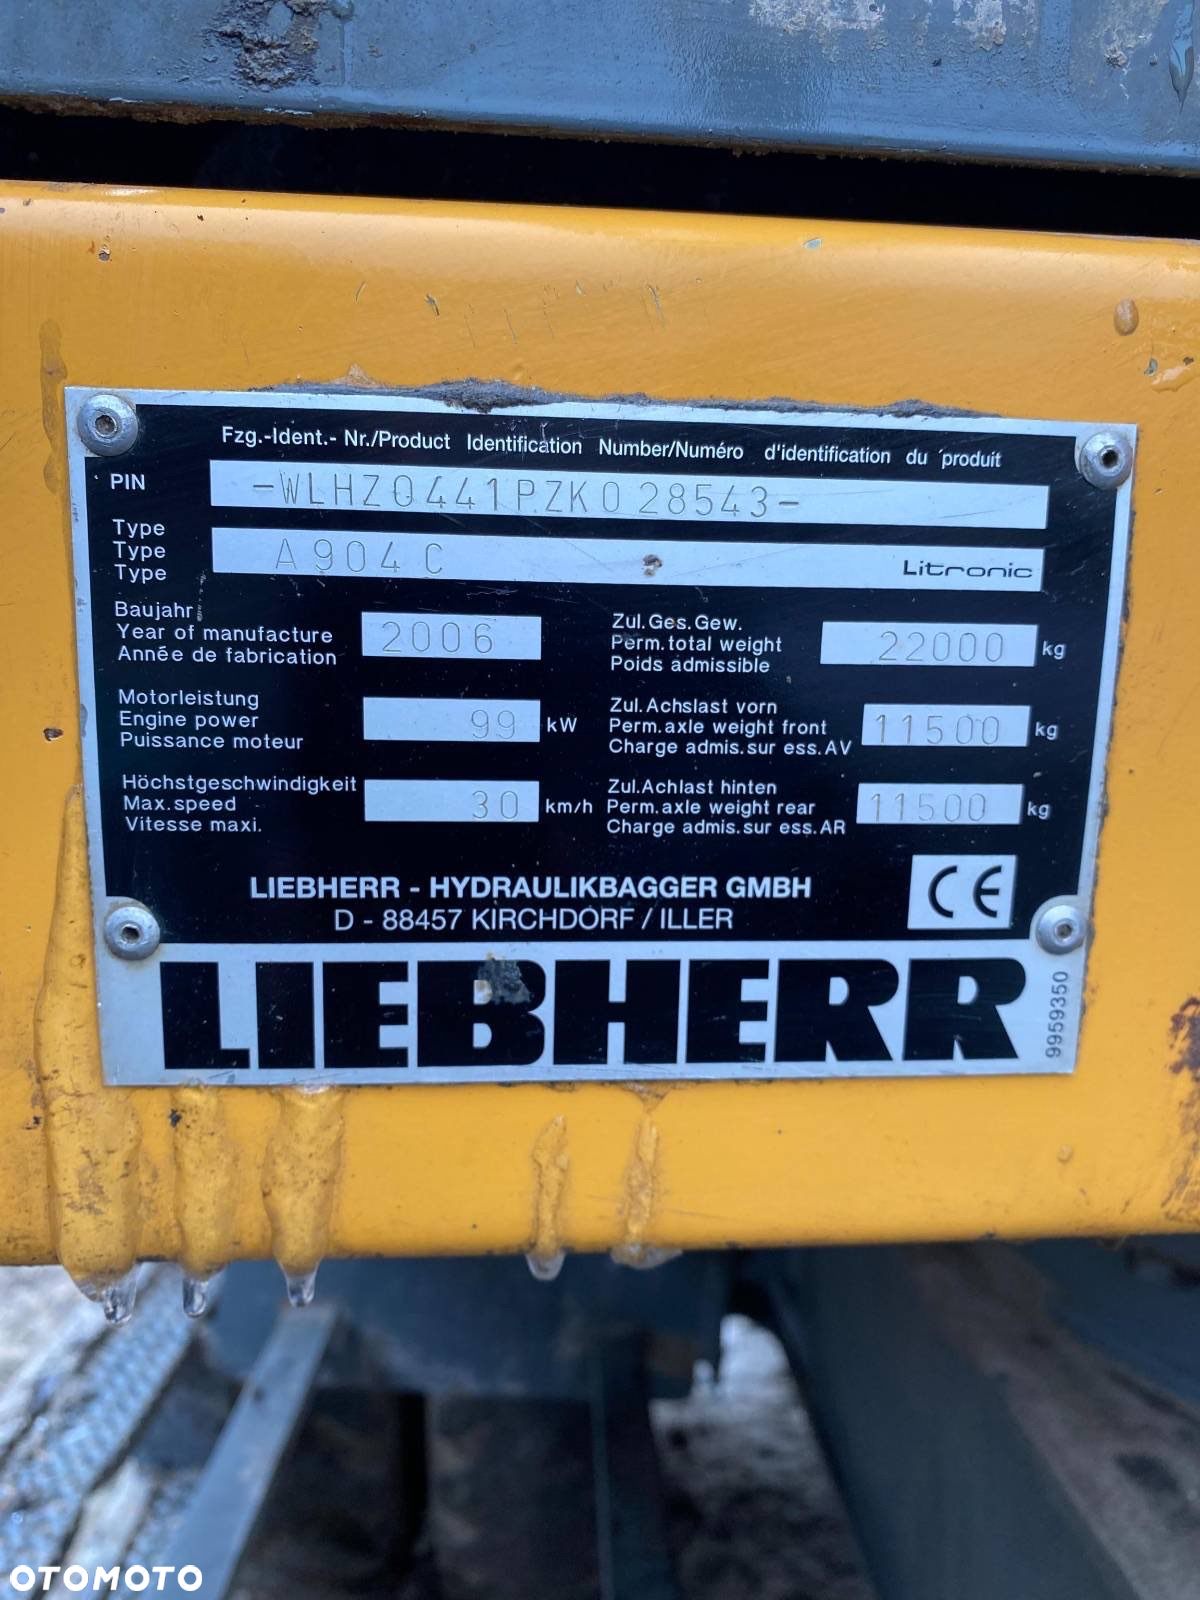 Fzg.-Ident.- Nr./Product Identification Number/Numéro d'identification du produit
PIN -WLHZ0441PZK028543-
Type
Type A904C Litronic
Type
Baujahr
Year of manufacture 2006
Année de fabrication
Zul.Ges.Gew.
Perm.total weight 22000 kg
Poids admissible
Motorleistung
Engine power 99 kW
Puissance moteur
Zul.Achslast vorn
Perm.axle weight front 11500 kg
Charge admis.sur ess.AV
Höchstgeschwindigkeit
Max.speed 30 km/h
Vitesse maxi.
Zul.Achlast hinten
Perm.axle weight rear 11500 kg
Charge admis.sur ess.AR
LIEBHERR - HYDRAULIKBAGGER GMBH
D - 88457 KIRCHDORF / ILLER
CE
LIEBHERR
9959350
OTOMOTO